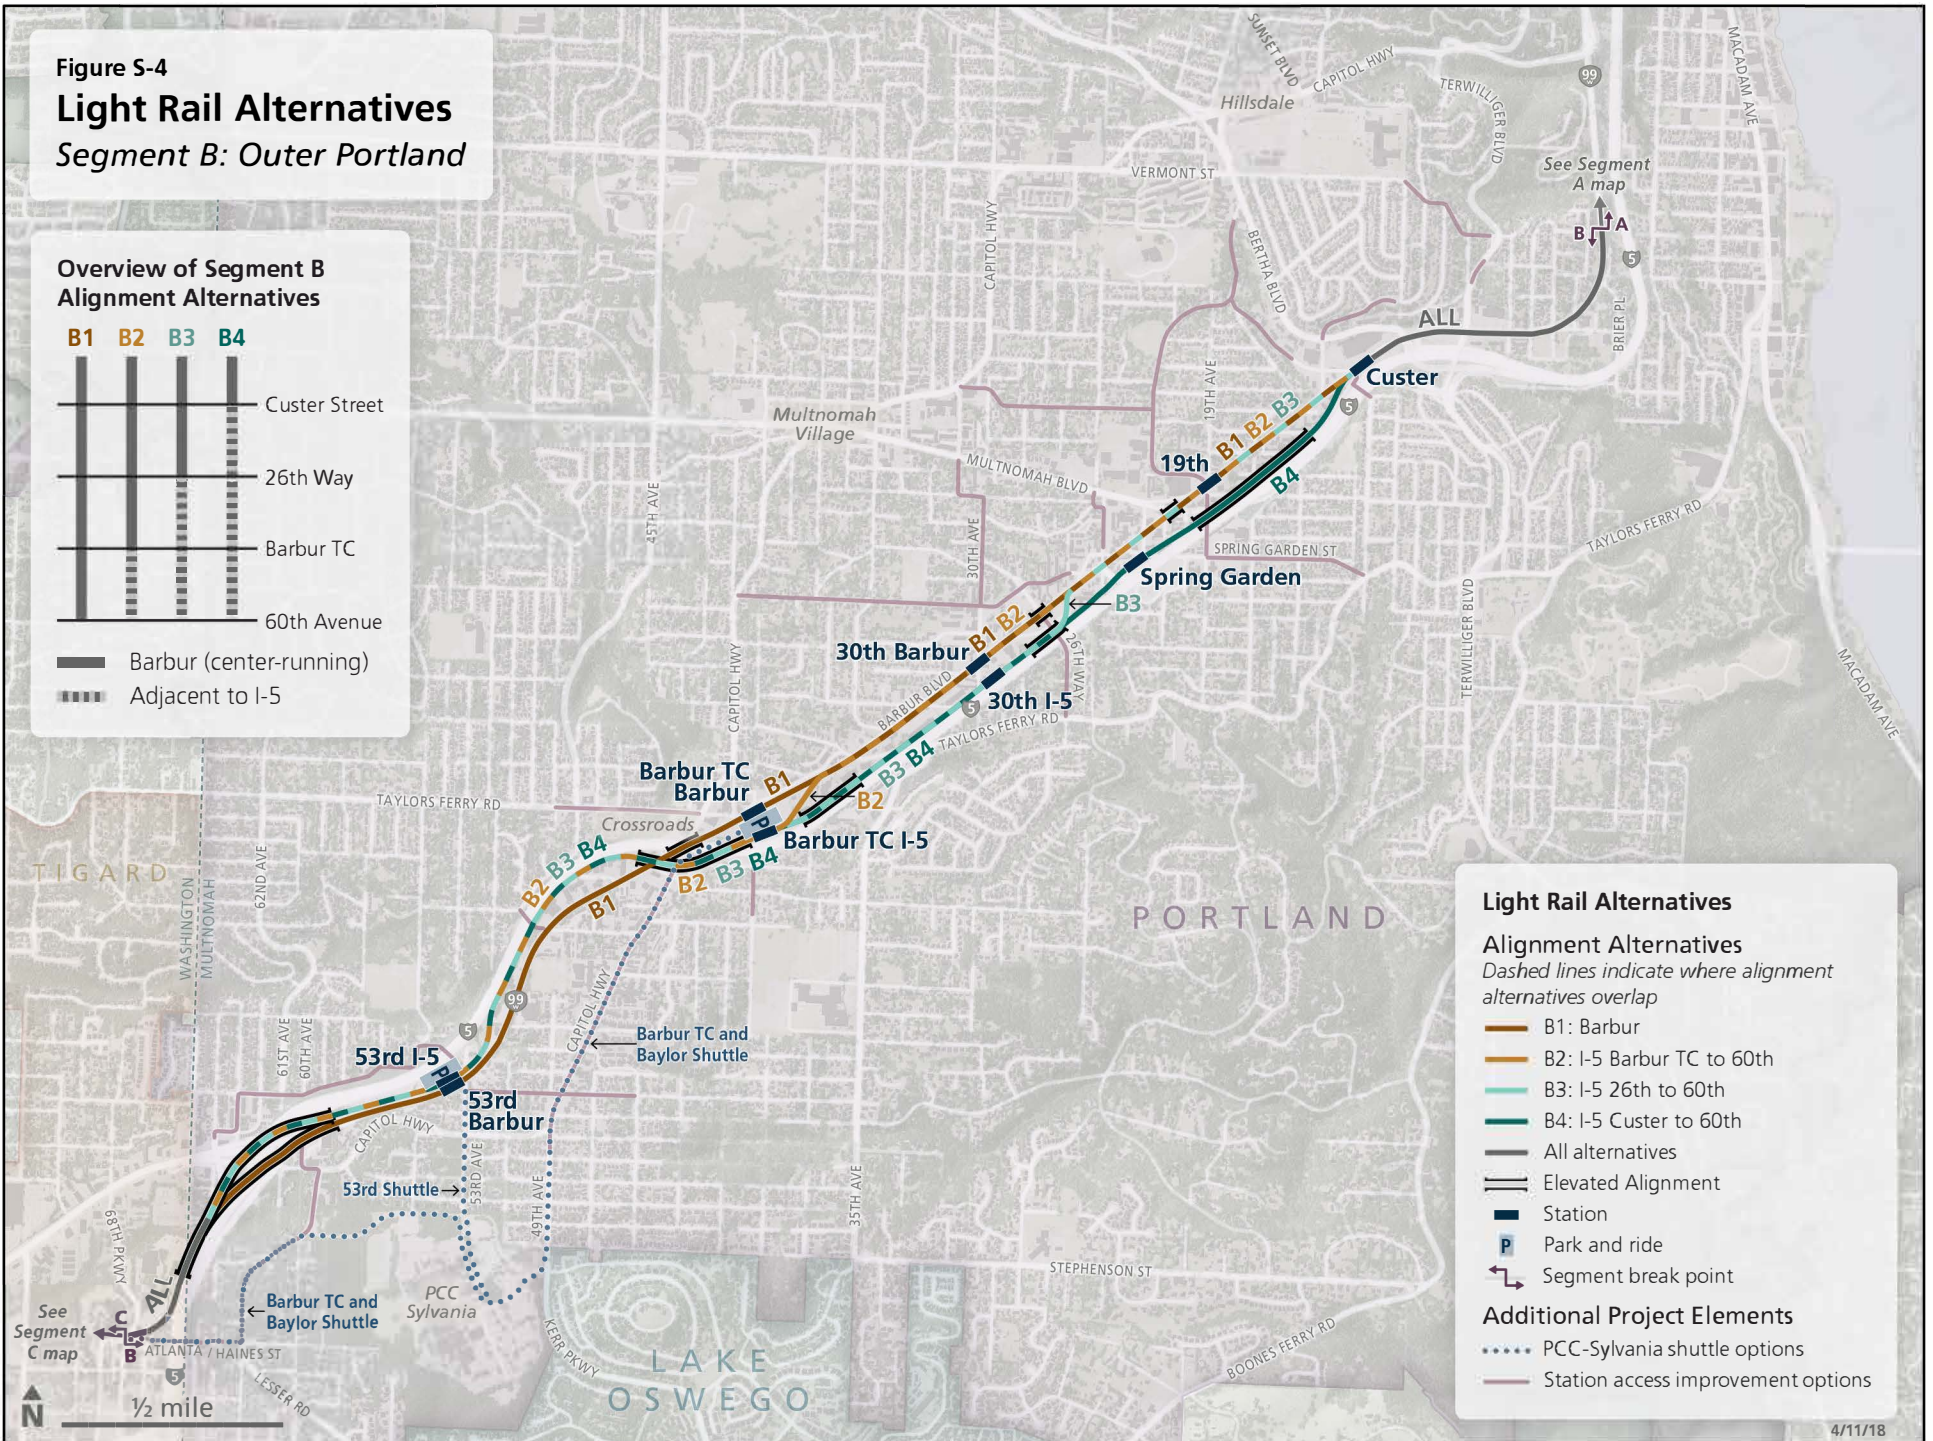 Figure S-4
Light Rail Alternatives
Segment B: Outer Portland
Overview of Segment B
Alignment Alternatives
B1 B2 B3 B4
Custer Street
26th Way
Barbur TC
60th Avenue
Barbur (center-running)
Adjacent to I-5
SUNSET BLVD
CAPITOL HWY
Hillsdale
TERWILLIGER BLVD
99
MACADAM AVE
VERMONT ST
See Segment
A map
B A
5
CAPITOL HWY
BERTHA BLVD
BRIER PL
ALL
Custer
5
19TH AVE
B1 B2 B3
Multnomah
Village
MULTNOMAH BLVD
19th
B4
45TH AVE
30TH AVE
SPRING GARDEN ST
TAYLORS FERRY RD
Spring Garden
B3
B1 B2
TERWILLIGER BLVD
30th Barbur
26TH WAY
CAPITOL HWY
BARBUR BLVD
30th I-5
5
TAYLORS FERRY RD
MACADAM AVE
B3 B4
Barbur TC
Barbur
B1
B2
TAYLORS FERRY RD
Crossroads
P
Barbur TC I-5
B2 B3 B4
B2 B3 B4
B1
TIGARD
62ND AVE
WASHINGTON
MULTNOMAH
PORTLAND
99
5
CAPITOL HWY
Barbur TC and
Baylor Shuttle
61ST AVE
60TH AVE
53rd I-5
P
53rd
Barbur
CAPITOL HWY
53rd Shuttle
53RD AVE
49TH AVE
35TH AVE
68TH PKWY
ALL
PCC
Sylvania
STEPHENSON ST
Barbur TC and
Baylor Shuttle
See
Segment
C map
C
B
ATLANTA / HAINES ST
5
LESSER RD
KERR PKWY
LAKE
OSWEGO
BOONES FERRY RD
N
½ mile
Light Rail Alternatives
Alignment Alternatives
Dashed lines indicate where alignment
alternatives overlap
B1: Barbur
B2: I-5 Barbur TC to 60th
B3: I-5 26th to 60th
B4: I-5 Custer to 60th
All alternatives
Elevated Alignment
Station
P Park and ride
Segment break point
Additional Project Elements
PCC-Sylvania shuttle options
Station access improvement options
4/11/18